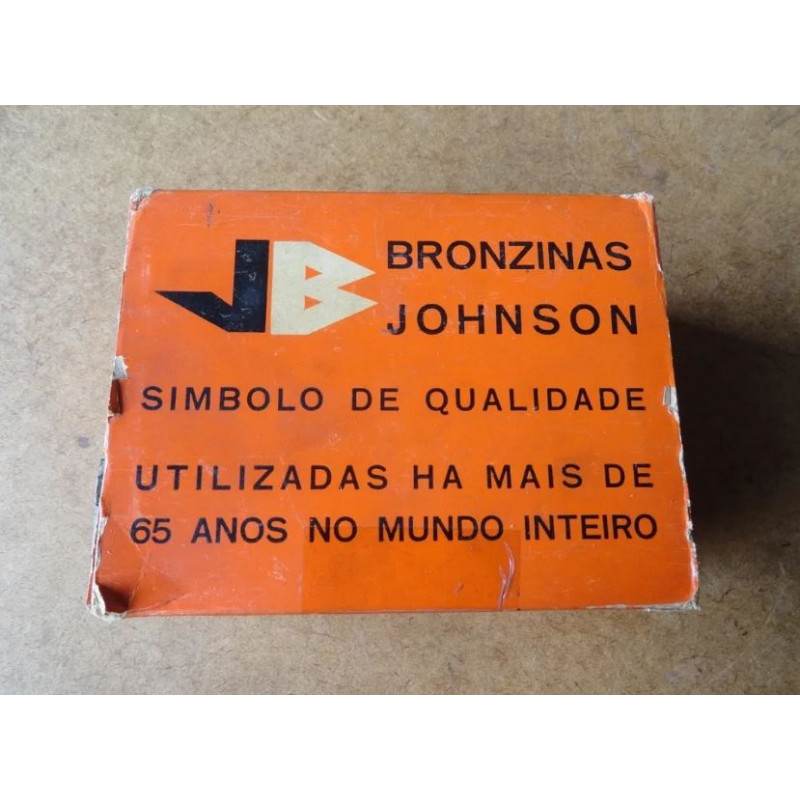 JB BRONZINAS
JOHNSON
SIMBOLO DE QUALIDADE
UTILIZADAS HA MAIS DE
65 ANOS NO MUNDO INTEIRO